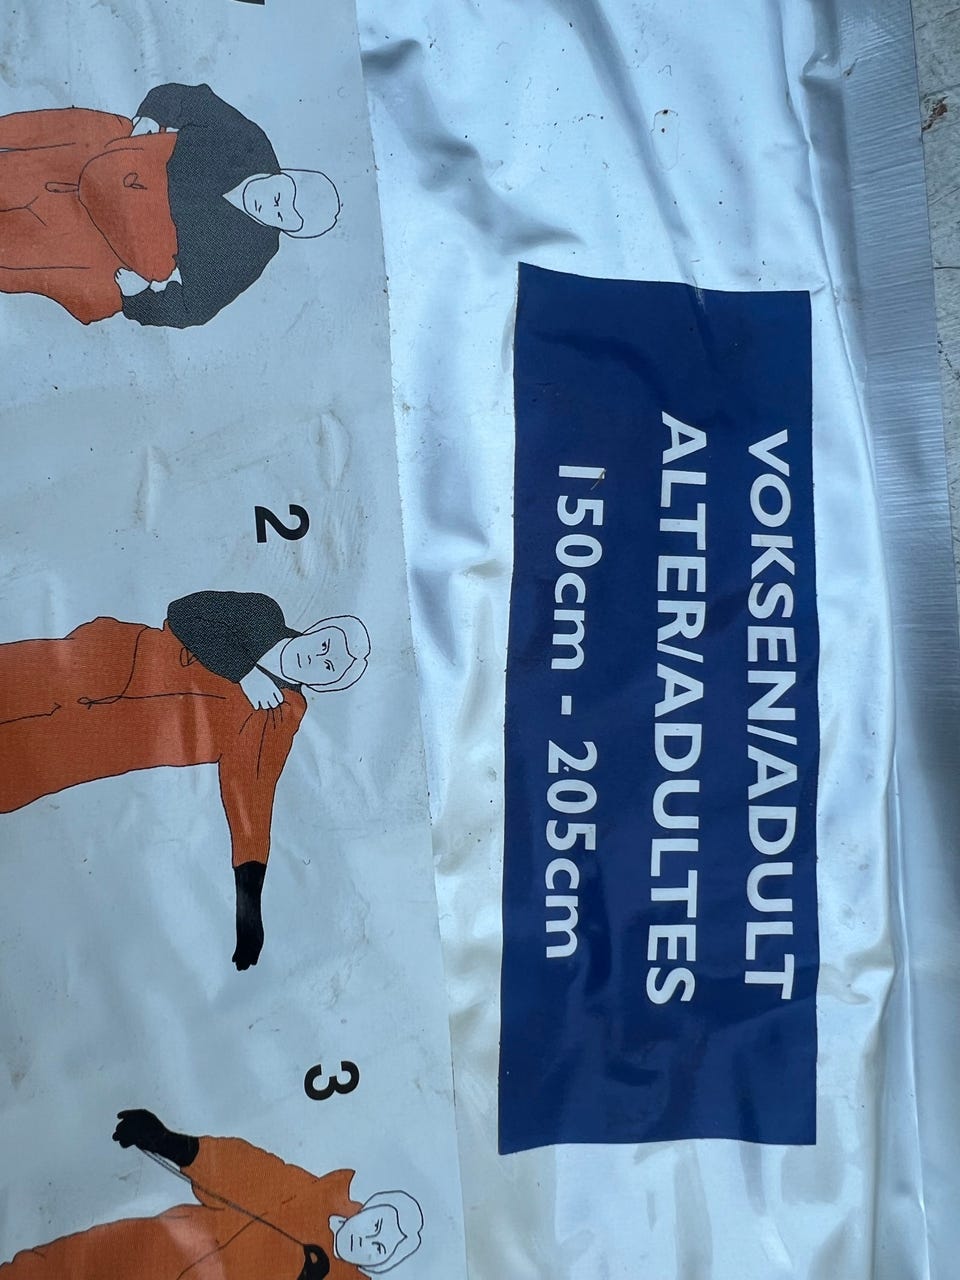 VOKSEN/ADULT
ALTER/ADULTES
150cm - 205cm
2
3